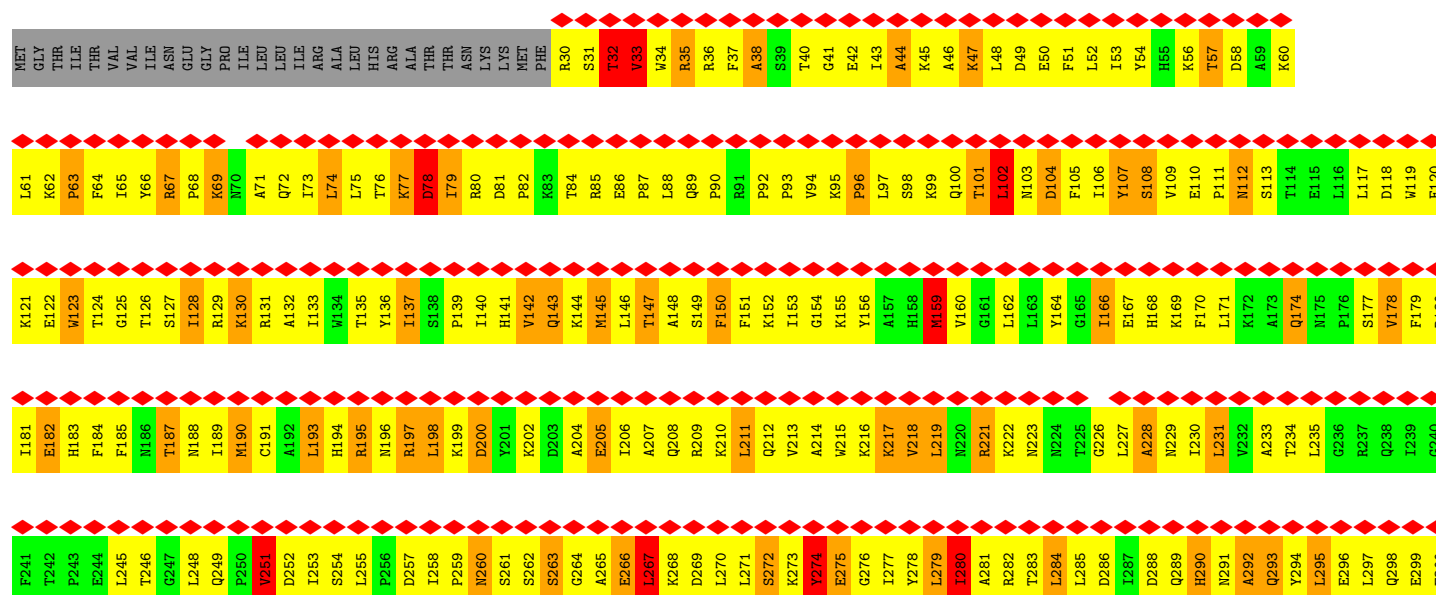 MET GLY THR ILE THR VAL VAL ILE ASN GLU GLY PRO ILE LEU LEU ILE ARG ALA LEU HIS ARG ALA THR THR ASN LYS LYS MET PHE R30 S31 T32 V33 W34 R35 R36 F37 A38 S39 T40 G41 E42 I43 A44 K45 A46 K47 L48 D49 E50 F51 L52 I53 Y54 H55 K56 T57 D58 A59 K60
L61 K62 P63 F64 I65 Y66 R67 P68 K69 N70 A71 Q72 I73 L74 L75 T76 K77 D78 I79 R80 D81 P82 K83 T84 R85 E86 P87 L88 Q89 P90 R91 P92 P93 V94 K95 P96 L97 S98 K99 Q100 T101 L102 N103 D104 F105 I106 Y107 S108 V109 E110 P111 N112 S113 T114 E115 L116 L117 D118 W119
K121 E122 W123 T124 G125 T126 S127 I128 R129 K130 R131 A132 I133 W134 T135 Y136 I137 S138 P139 I140 H141 V142 Q143 K144 M145 L146 T147 A148 S149 F150 F151 K152 I153 G154 K155 Y156 A157 H158 M159 V160 G161 L162 L163 Y164 G165 I166 E167 H168 K169 F170 L171 K172 A173 Q174 N175 P176 S177 V178 F179
I181 E182 H183 F184 F185 N186 T187 N188 I189 M190 C191 A192 L193 H194 R195 N196 R197 L198 K199 D200 Y201 K202 D203 A204 E205 I206 A207 Q208 R209 K210 L211 Q212 V213 A214 W215 K216 K217 V218 L219 N220 R221 K222 N223 N224 T225 G226 L227 A228 N229 I230 L231 V232 A233 T234 L235 G236 R237 Q238 I239 G240
F241 T242 P243 E244 L245 T246 G247 L248 Q249 P250 V251 D252 I253 S254 L255 P256 D257 I258 P259 N260 S261 S262 S263 G264 A265 E266 L267 K268 D269 L270 L271 S272 K273 Y274 E275 G276 I277 Y278 L279 I280 A281 R282 T283 L284 L285 D286 I287 D288 Q289 H290 N291 A292 Q293 Y294 L295 E296 L297 Q298 E299